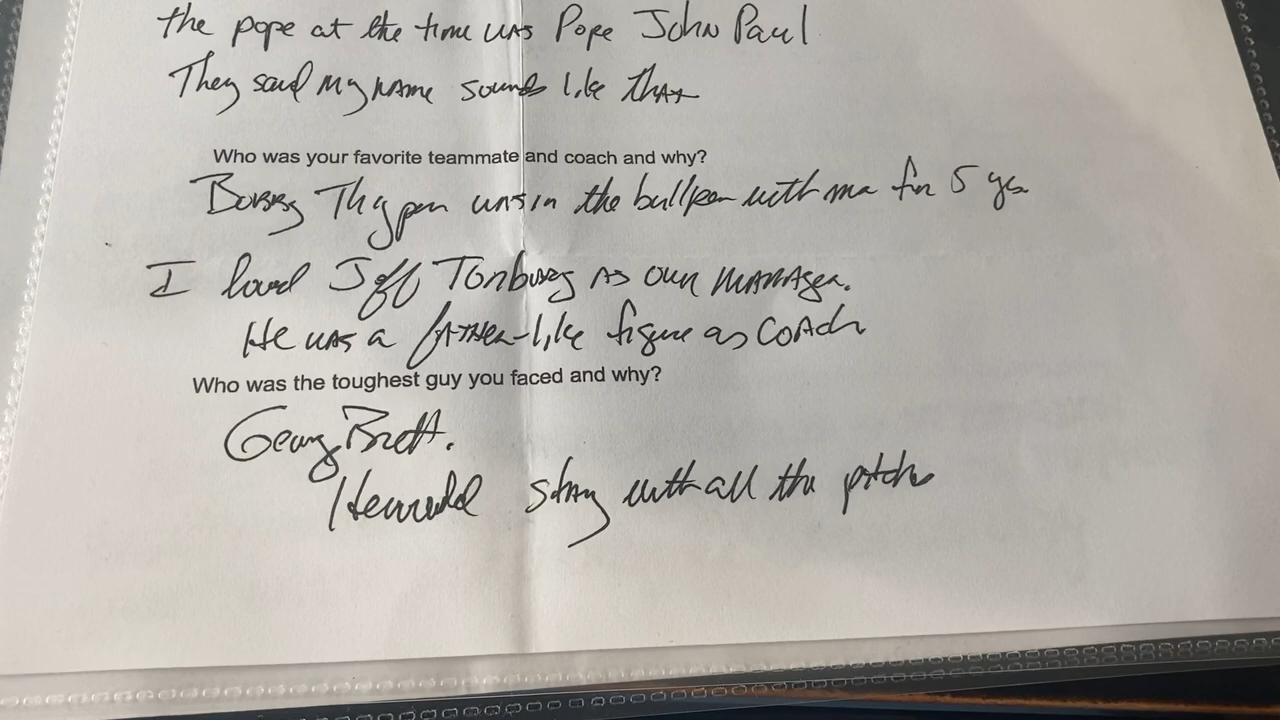 the pope at the time was Pope John Paul
They said my name sounds like that
Who was your favorite teammate and coach and why?
Bobby Thigpen was in the bullpen with me for 5 yrs
I loved Jeff Torborg as our manager.
He was a father-like figure as coach
Who was the toughest guy you faced and why?
George Brett.
He would stay with all the pitches